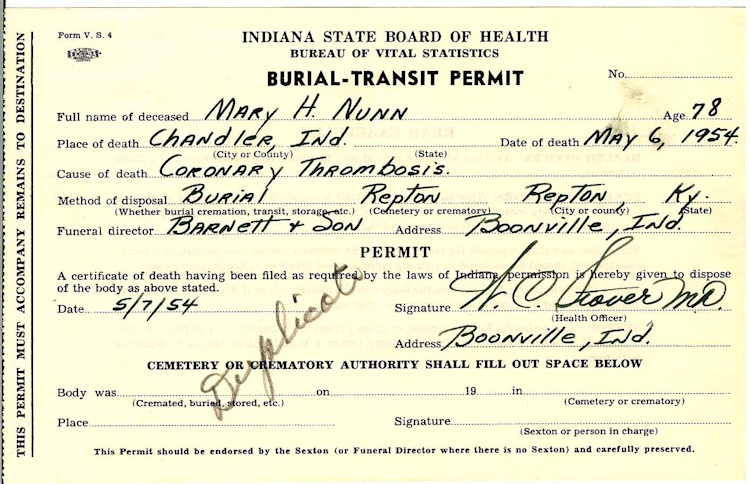 Form V. S. 4
INDIANA STATE BOARD OF HEALTH
BUREAU OF VITAL STATISTICS
BURIAL-TRANSIT PERMIT
No.
Full name of deceased Mary H. Nunn Age 78
Place of death Chandler, Ind. Date of death May 6, 1954.
(City or County) (State)
Cause of death Coronary Thrombosis.
Method of disposal Burial Repton Repton, Ky.
(Whether burial cremation, transit, storage, etc.) (Cemetery or crematory) (City or county) (State)
Funeral director Barnett & Son Address Boonville, Ind.
PERMIT
A certificate of death having been filed as required by the laws of Indiana, permission is hereby given to dispose
of the body as above stated.
Date 5/7/54 Signature W. C. Stover MD.
(Health Officer)
Address Boonville, Ind.
Duplicate
CEMETERY OR CREMATORY AUTHORITY SHALL FILL OUT SPACE BELOW
Body was on 19 in
(Cremated, buried, stored, etc.) (Cemetery or crematory)
Place Signature
(Sexton or person in charge)
This Permit should be endorsed by the Sexton (or Funeral Director where there is no Sexton) and carefully preserved.
THIS PERMIT MUST ACCOMPANY REMAINS TO DESTINATION